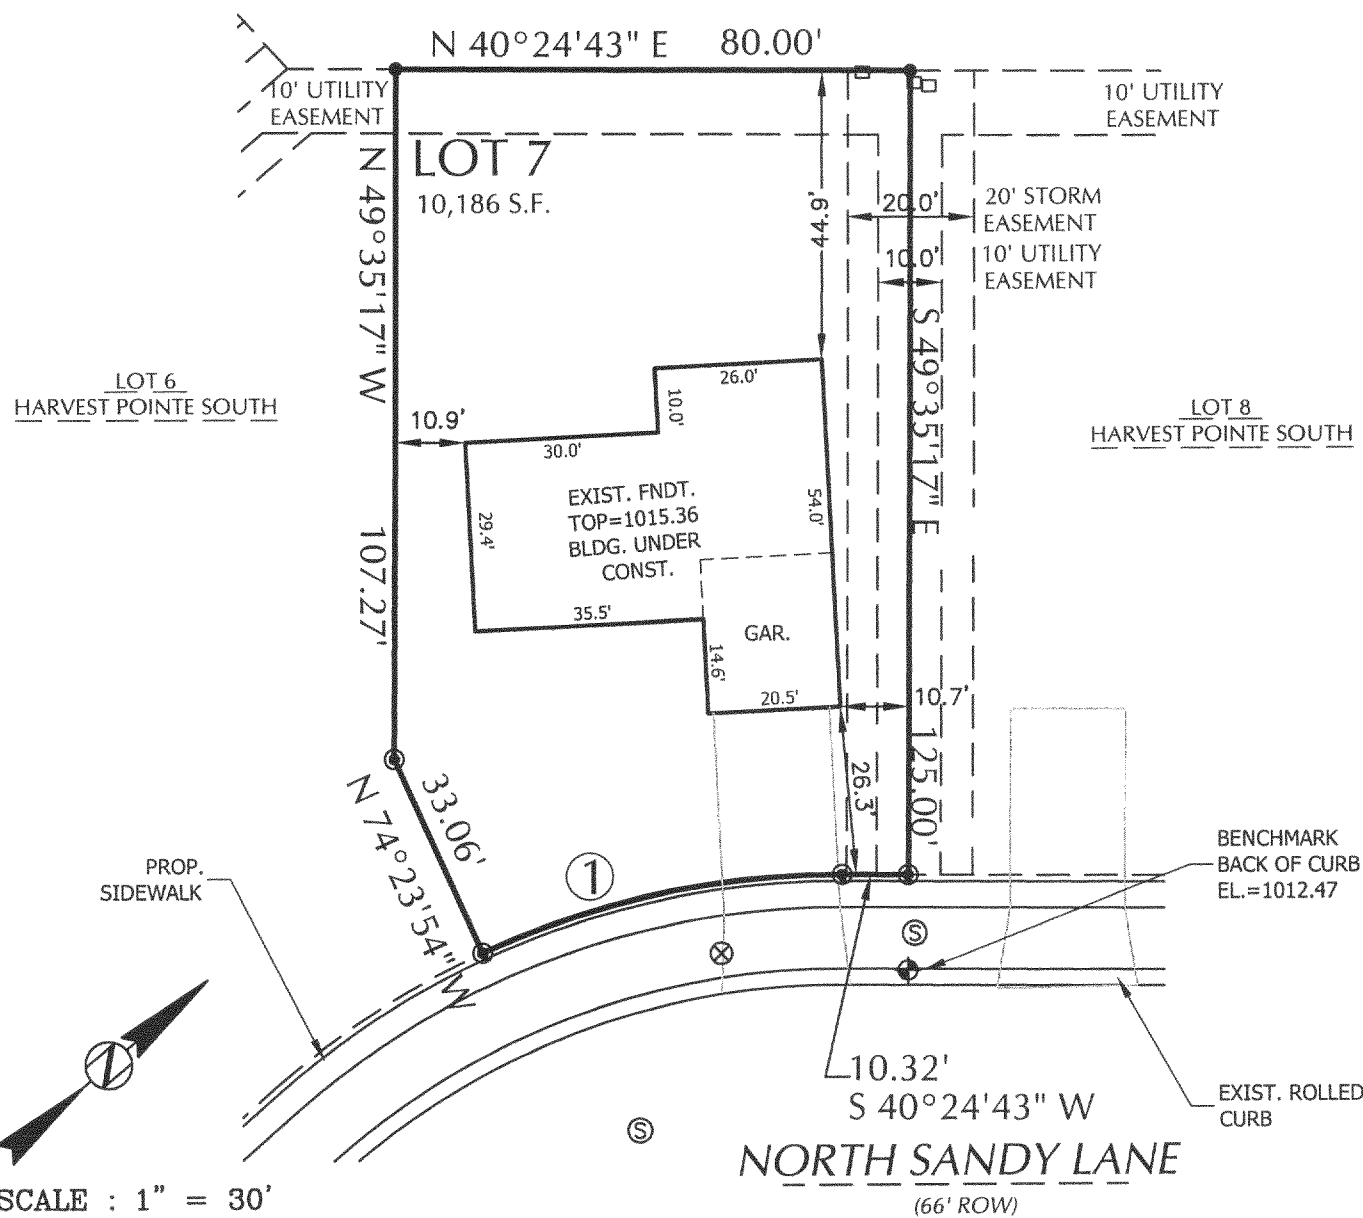 N 40°24'43" E 80.00'
10' UTILITY
EASEMENT
10' UTILITY
EASEMENT
LOT 7
10,186 S.F.
N 49°35'17" W
107.27'
44.9'
20.0'
20' STORM
EASEMENT
10.0'
10' UTILITY
EASEMENT
S 49°35'17" E
125.00'
LOT 6
HARVEST POINTE SOUTH
LOT 8
HARVEST POINTE SOUTH
10.9'
26.0'
10.0'
30.0'
29.4'
54.0'
EXIST. FNDT.
TOP=1015.36
BLDG. UNDER
CONST.
35.5'
GAR.
14.6'
20.5'
10.7'
26.3'
33.06'
N 74°23'54" W
1
PROP.
SIDEWALK
BENCHMARK
BACK OF CURB
EL.=1012.47
S
10.32'
S 40°24'43" W
EXIST. ROLLED
CURB
S
N
NORTH SANDY LANE
(66' ROW)
SCALE : 1" = 30'